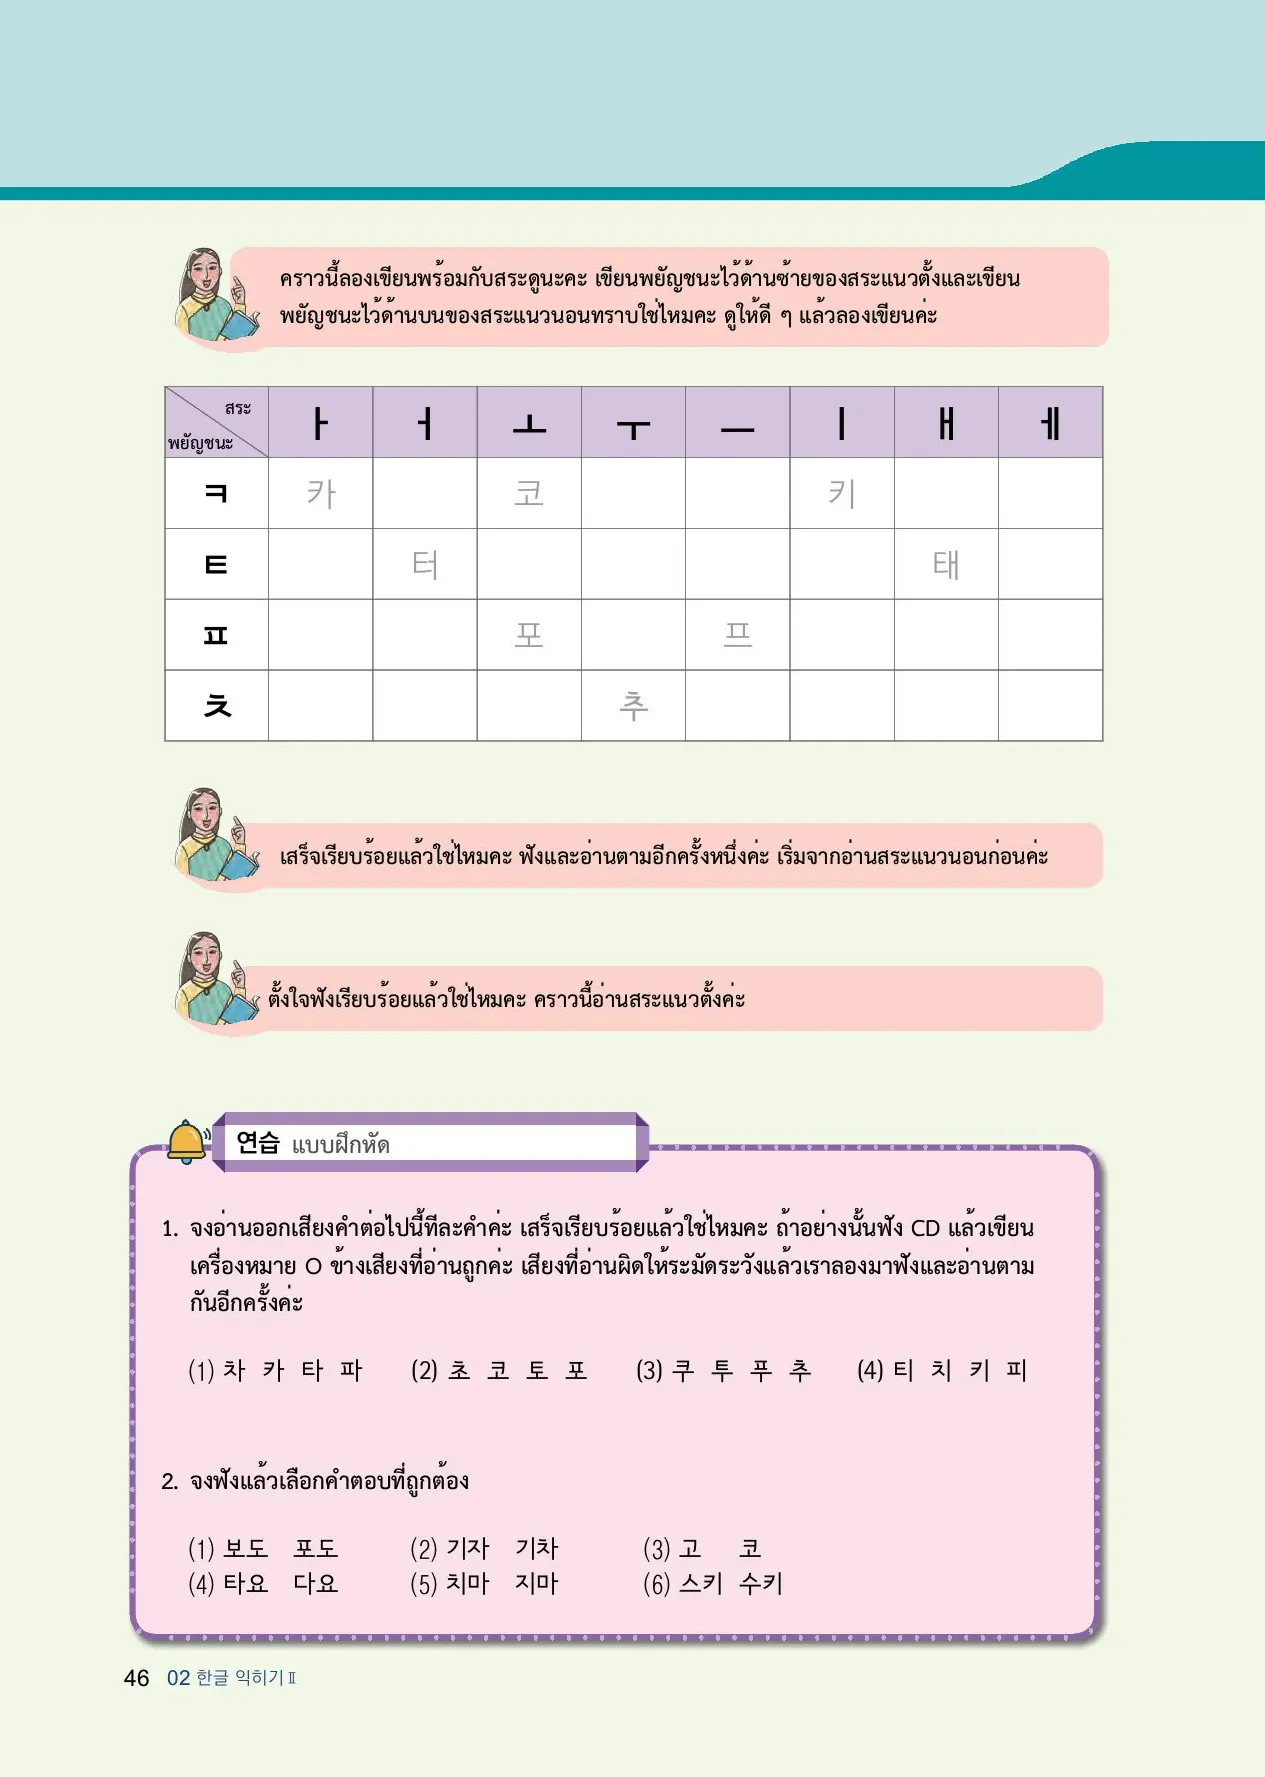 คราวนี้ลองเขียนพร้อมกับสระดูนะคะ เขียนพยัญชนะไว้ด้านซ้ายของสระแนวตั้งและเขียน
พยัญชนะไว้ด้านบนของสระแนวนอนทราบใช่ไหมคะ ดูให้ดี ๆ แล้วลองเขียนค่ะ
สระ
พยัญชนะ
ㅏ ㅓ ㅗ ㅜ ㅡ ㅣ ㅐ ㅔ
ㅋ 카 코 키
ㅌ 터 태
ㅍ 포 프
ㅊ 추
เสร็จเรียบร้อยแล้วใช่ไหมคะ ฟังและอ่านตามอีกครั้งหนึ่งค่ะ เริ่มจากอ่านสระแนวนอนก่อนค่ะ
ตั้งใจฟังเรียบร้อยแล้วใช่ไหมคะ คราวนี้อ่านสระแนวตั้งค่ะ
연습 แบบฝึกหัด
1. จงอ่านออกเสียงคำต่อไปนี้ทีละคำค่ะ เสร็จเรียบร้อยแล้วใช่ไหมคะ ถ้าอย่างนั้นฟัง CD แล้วเขียน
เครื่องหมาย O ข้างเสียงที่อ่านถูกค่ะ เสียงที่อ่านผิดให้ระมัดระวังแล้วเราลองมาฟังและอ่านตาม
กันอีกครั้งค่ะ
(1) 차 카 타 파 (2) 초 코 토 포 (3) 쿠 투 푸 추 (4) 티 치 키 피
2. จงฟังแล้วเลือกคำตอบที่ถูกต้อง
(1) 보도 포도 (2) 기자 기차 (3) 고 코
(4) 타요 다요 (5) 치마 지마 (6) 스키 수키
46 02 한글 익히기 Ⅱ